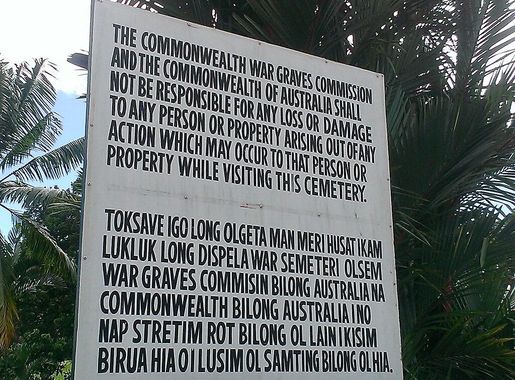 THE COMMONWEALTH WAR GRAVES COMMISSION
AND THE COMMONWEALTH OF AUSTRALIA SHALL
NOT BE RESPONSIBLE FOR ANY LOSS OR DAMAGE
TO ANY PERSON OR PROPERTY ARISING OUT OF ANY
ACTION WHICH MAY OCCUR TO THAT PERSON OR
PROPERTY WHILE VISITING THIS CEMETERY.
TOKSAVE IGO LONG OLGETA MAN MERI HUSAT IKAM
LUKLUK LONG DISPELA WAR SEMETERI OLSEM
WAR GRAVES COMMISIN BILONG AUSTRALIA NA
COMMONWEALTH BILONG AUSTRALIA I NO
NAP STRETIM ROT BILONG OL LAIN IKISIM
BIRUA HIA O I LUSIM OL SAMTING BILONG OL HIA.